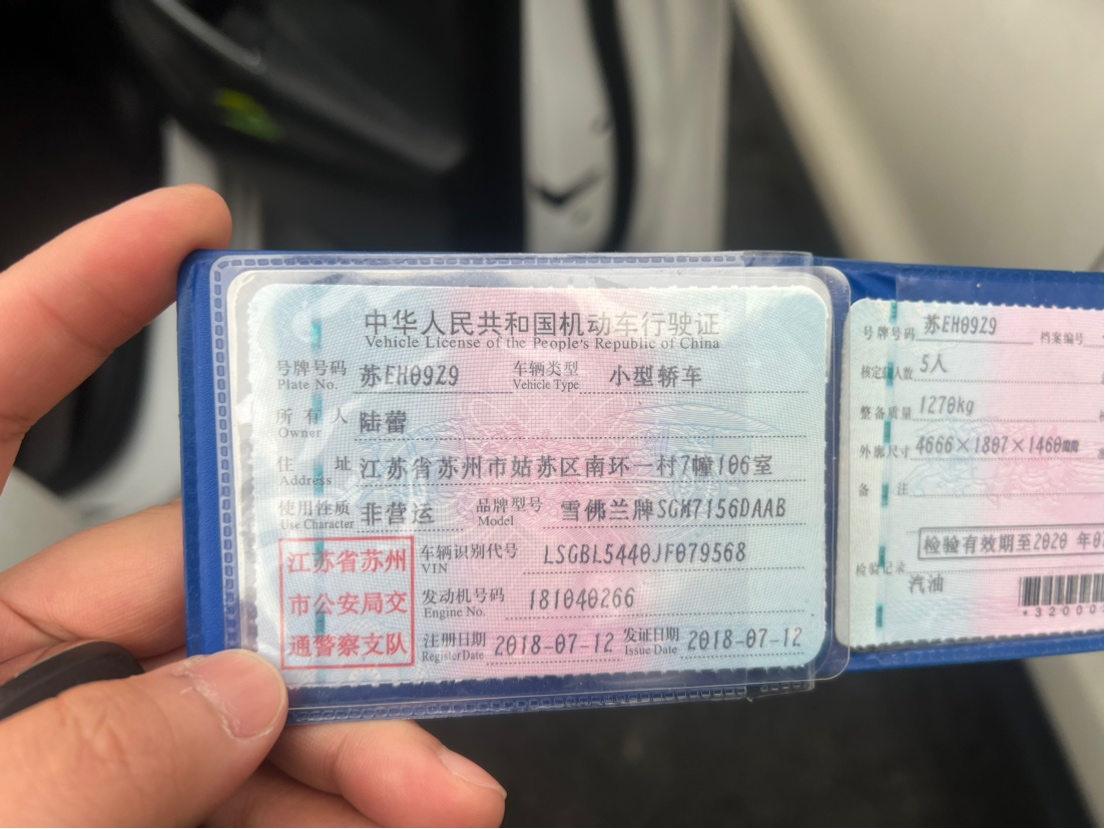 中华人民共和国机动车行驶证
Vehicle License of the People's Republic of China
号牌号码 苏EH09Z9 车辆类型 小型轿车
Plate No. Vehicle Type
所有人 陆蕾
Owner
住址 江苏省苏州市姑苏区南环一村7幢106室
Address
使用性质 非营运 品牌型号 雪佛兰牌SGM7156DAAB
Use Character Model
江苏省苏州
市公安局交
通警察支队
车辆识别代号 LSGBL5440JF079568
VIN
发动机号码 181040266
Engine No.
注册日期 2018-07-12 发证日期 2018-07-12
Register Date Issue Date
号牌号码 苏EH09Z9 档案编号
核定载人数 5人
整备质量 1270kg
外廓尺寸 4666×1807×1460
备注
检验有效期至2020 年0
检验记录
汽油
*32000